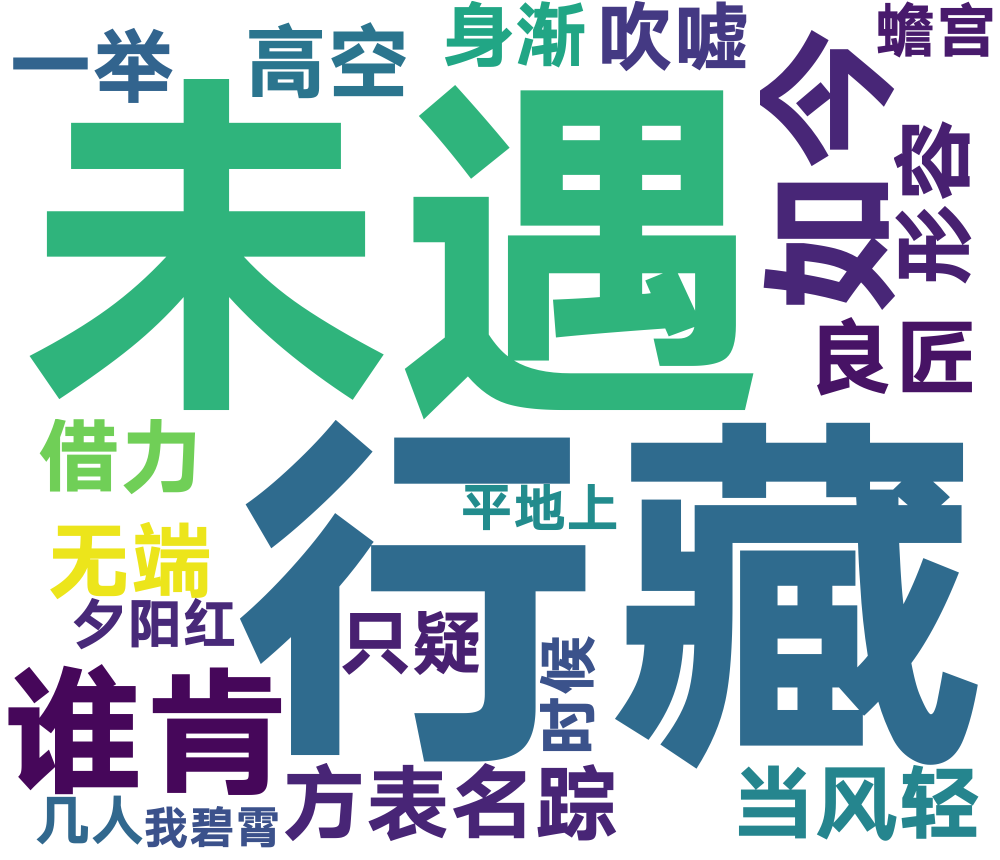 一举
高空
身渐
吹嘘
蟾宫
未遇
如今
形容
良匠
借力
行藏
平地上
无端
夕阳红
只疑
时候
谁肯
方表名踪
当风轻
几人
我碧霄